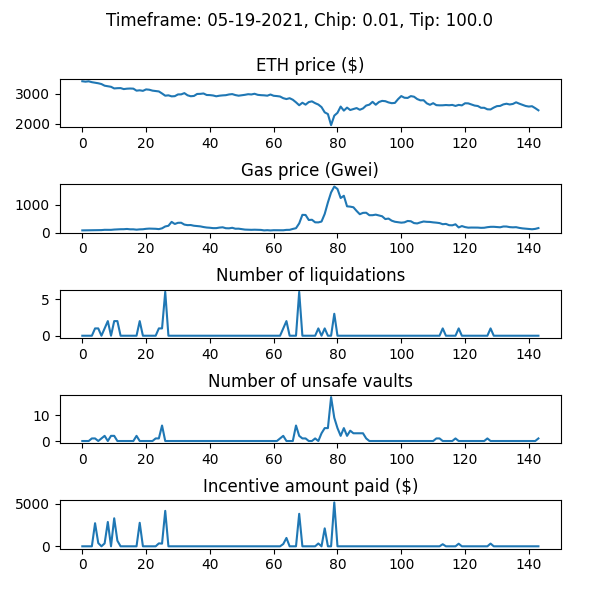 Timeframe: 05-19-2021, Chip: 0.01, Tip: 100.0
ETH price ($)
3000
2000
0 20 40 60 80 100 120 140
Gas price (Gwei)
1000
0
0 20 40 60 80 100 120 140
Number of liquidations
5
0
0 20 40 60 80 100 120 140
Number of unsafe vaults
10
0
0 20 40 60 80 100 120 140
Incentive amount paid ($)
5000
0
0 20 40 60 80 100 120 140